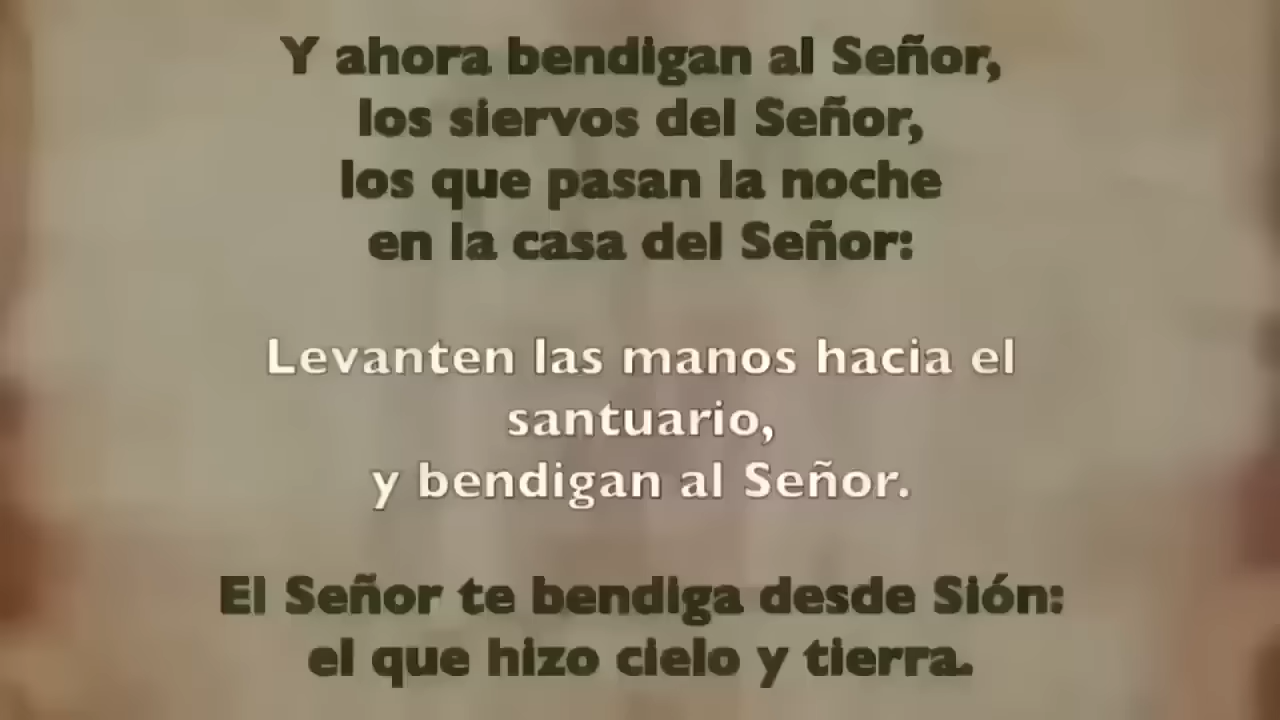 Y ahora bendigan al Señor,
los siervos del Señor,
los que pasan la noche
en la casa del Señor:
Levanten las manos hacia el
santuario,
y bendigan al Señor.
El Señor te bendiga desde Sión:
el que hizo cielo y tierra.